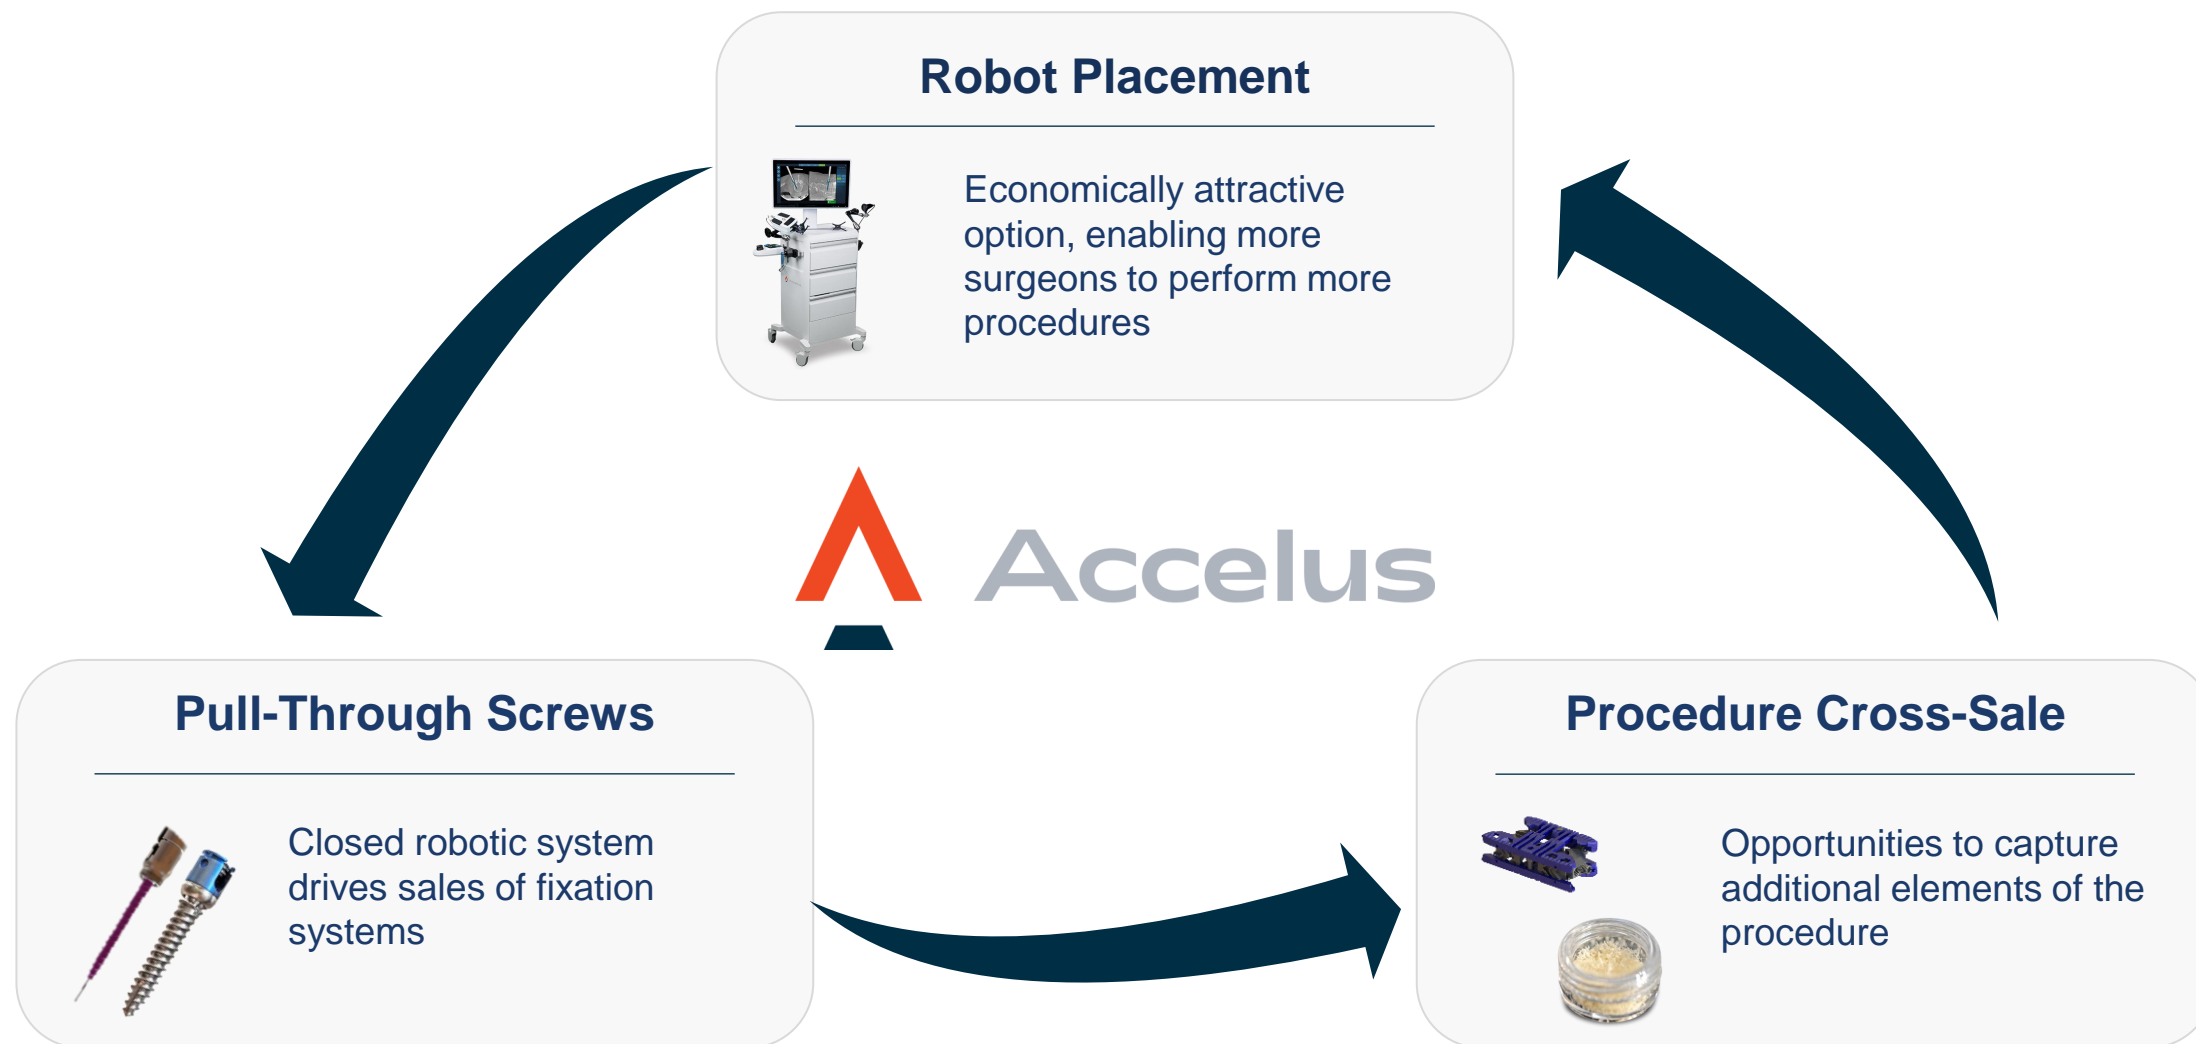 Robot Placement
Economically attractive
option, enabling more
surgeons to perform more
procedures
Accelus
Pull-Through Screws
Closed robotic system
drives sales of fixation
systems
Procedure Cross-Sale
Opportunities to capture
additional elements of the
procedure